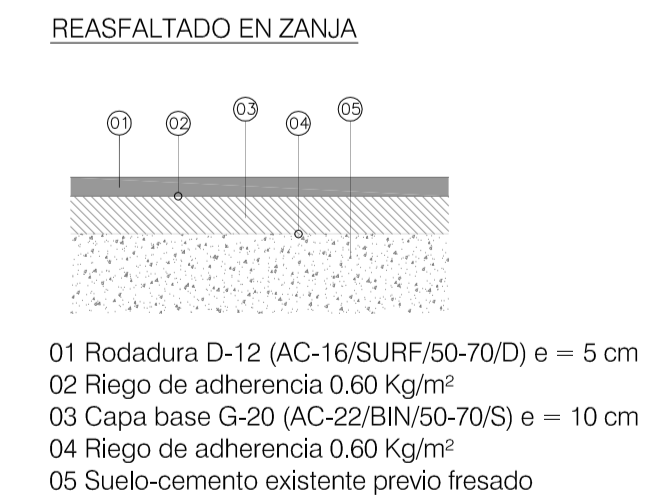 REASFALTADO EN ZANJA
01 02 03 04 05
01 Rodadura D-12 (AC-16/SURF/50-70/D) e = 5 cm
02 Riego de adherencia 0.60 Kg/m²
03 Capa base G-20 (AC-22/BIN/50-70/S) e = 10 cm
04 Riego de adherencia 0.60 Kg/m²
05 Suelo-cemento existente previo fresado